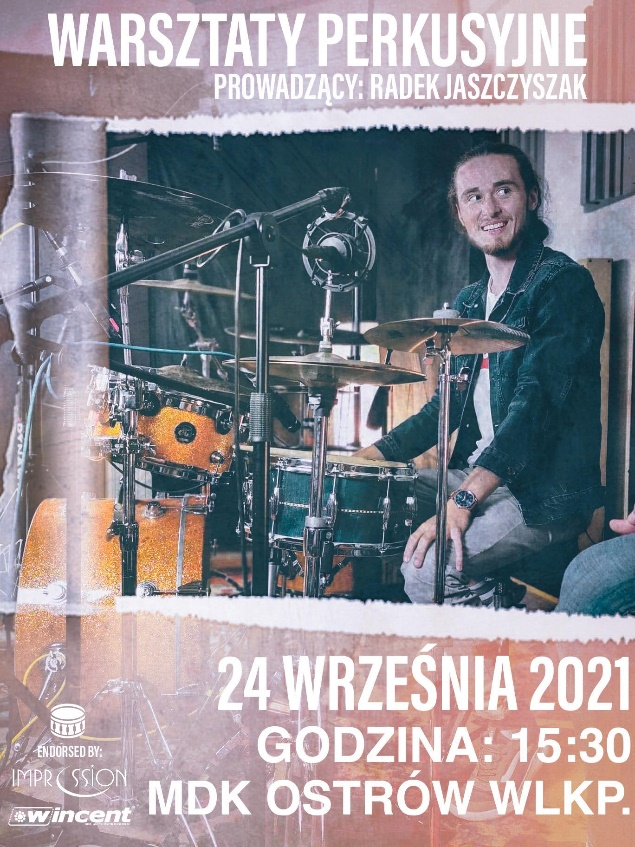 WARSZTATY PERKUSYJNE
PROWADZĄCY: RADEK JASZCZYSZAK
24 WRZEŚNIA 2021
GODZINA: 15:30
MDK OSTRÓW WLKP.
ENDORSED BY:
IMPRESSION
wincent